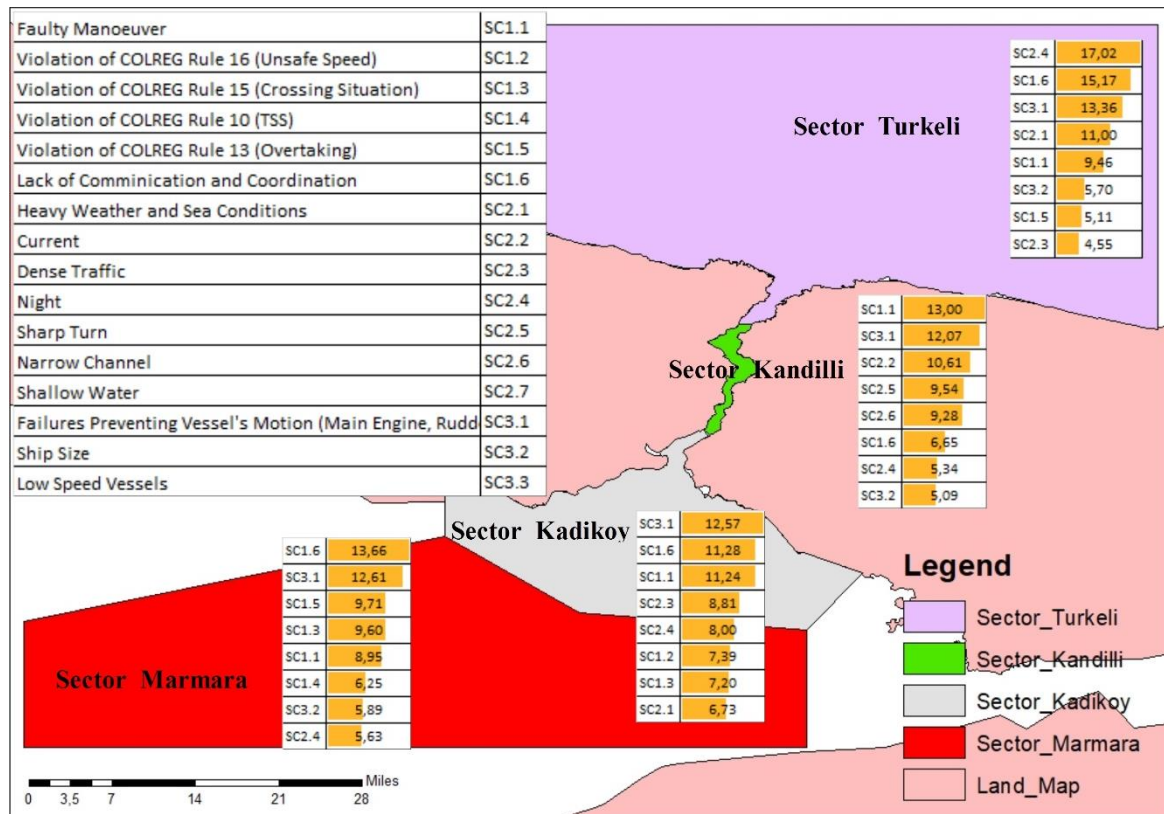 Faulty Manoeuver SC1.1
Violation of COLREG Rule 16 (Unsafe Speed) SC1.2
Violation of COLREG Rule 15 (Crossing Situation) SC1.3
Violation of COLREG Rule 10 (TSS) SC1.4
Violation of COLREG Rule 13 (Overtaking) SC1.5
Lack of Comminication and Coordination SC1.6
Heavy Weather and Sea Conditions SC2.1
Current SC2.2
Dense Traffic SC2.3
Night SC2.4
Sharp Turn SC2.5
Narrow Channel SC2.6
Shallow Water SC2.7
Failures Preventing Vessel's Motion (Main Engine, Rudd SC3.1
Ship Size SC3.2
Low Speed Vessels SC3.3
Sector Turkeli
SC2.4 17,02
SC1.6 15,17
SC3.1 13,36
SC2.1 11,00
SC1.1 9,46
SC3.2 5,70
SC1.5 5,11
SC2.3 4,55
Sector Kandilli
SC1.1 13,00
SC3.1 12,07
SC2.2 10,61
SC2.5 9,54
SC2.6 9,28
SC1.6 6,65
SC2.4 5,34
SC3.2 5,09
Sector Kadikoy
SC3.1 12,57
SC1.6 11,28
SC1.1 11,24
SC2.3 8,81
SC2.4 8,00
SC1.2 7,39
SC1.3 7,20
SC2.1 6,73
Sector Marmara
SC1.6 13,66
SC3.1 12,61
SC1.5 9,71
SC1.3 9,60
SC1.1 8,95
SC1.4 6,25
SC3.2 5,89
SC2.4 5,63
Legend
Sector_Turkeli
Sector_Kandilli
Sector_Kadikoy
Sector_Marmara
Land_Map
Miles
0 3,5 7 14 21 28